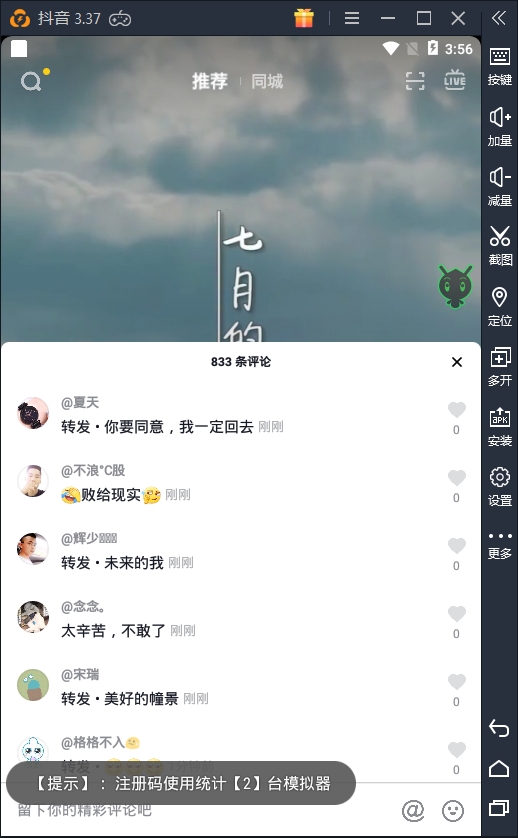 抖音 3.37
3:56
推荐 同城
LIVE
按键
加量
减量
截图
定位
多开
APK
安装
设置
更多
七月的
833 条评论
@夏天
转发 • 你要同意，我一定回去 刚刚
0
@不浪°C股
🤣败给现实🤔 刚刚
0
@辉少
转发 • 未来的我 刚刚
0
@念念。
太辛苦，不敢了 刚刚
0
@宋瑞
转发 • 美好的幢景 刚刚
0
@格格不入
转发 •
0
【提示】：注册码使用统计【2】台模拟器
留下你的精彩评论吧
@